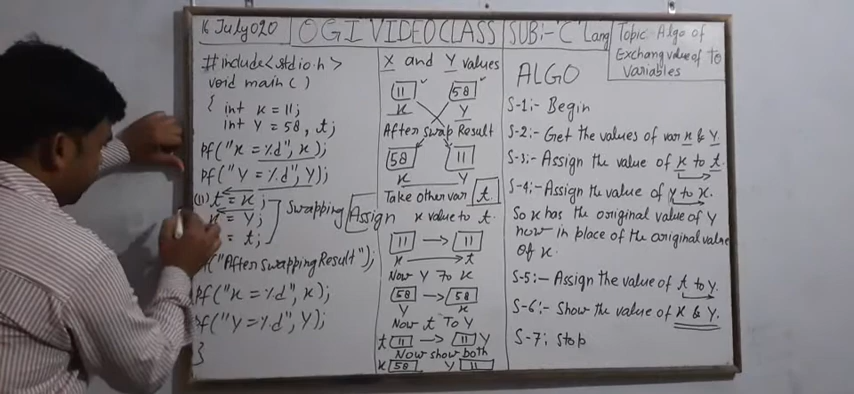 16 July 020
OGI VIDEO CLASS
SUB:- "C" Lang
Topic- Algo of
Exchang value of To
Variables
#include<stdio.h>
void main( )
{ int x = 11;
int Y = 58, t;
Pf("x = %d", x);
Pf("Y = %d", Y);
(11) t = x;
x = Y;
= t;
Swapping
f("After Swapping Result");
Pf("x = %d", x);
Pf("Y = %d", Y);
}
X and Y values
11 58
x Y
After swap Result
58 11
x Y
Take other var t.
Assign x value to t.
11 → 11
x → t
Now Y To x
58 → 58
Y x
Now t To Y
t 11 → 11 Y
Now show both
x 58 Y 11
ALGO
S-1:- Begin
S-2:- Get the values of var x & Y
S-3:- Assign the value of x to t.
S-4:- Assign the value of Y to x.
So x has the original value of Y
now in place of the original value
of x.
S-5:- Assign the value of t to Y.
S-6:- Show the value of x & Y.
S-7: Stop